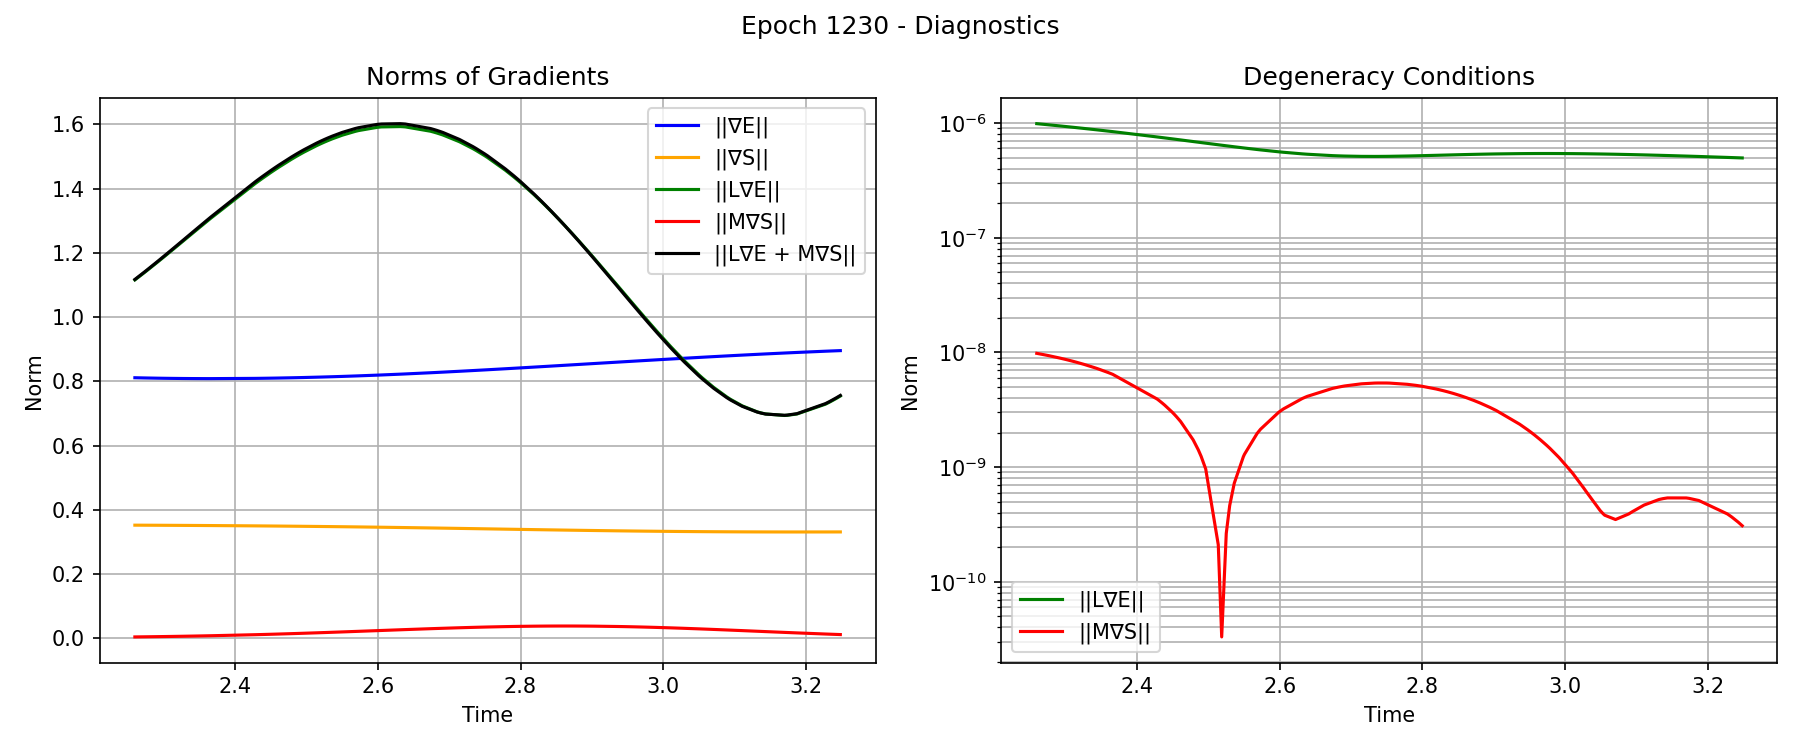 Epoch 1230 - Diagnostics
Norms of Gradients
Norm
1.6
1.4
1.2
1.0
0.8
0.6
0.4
0.2
0.0
||∇E||
||∇S||
||L∇E||
||M∇S||
||L∇E + M∇S||
2.4 2.6 2.8 3.0 3.2
Time
Degeneracy Conditions
Norm
10⁻⁶
10⁻⁷
10⁻⁸
10⁻⁹
10⁻¹⁰
||L∇E||
||M∇S||
2.4 2.6 2.8 3.0 3.2
Time